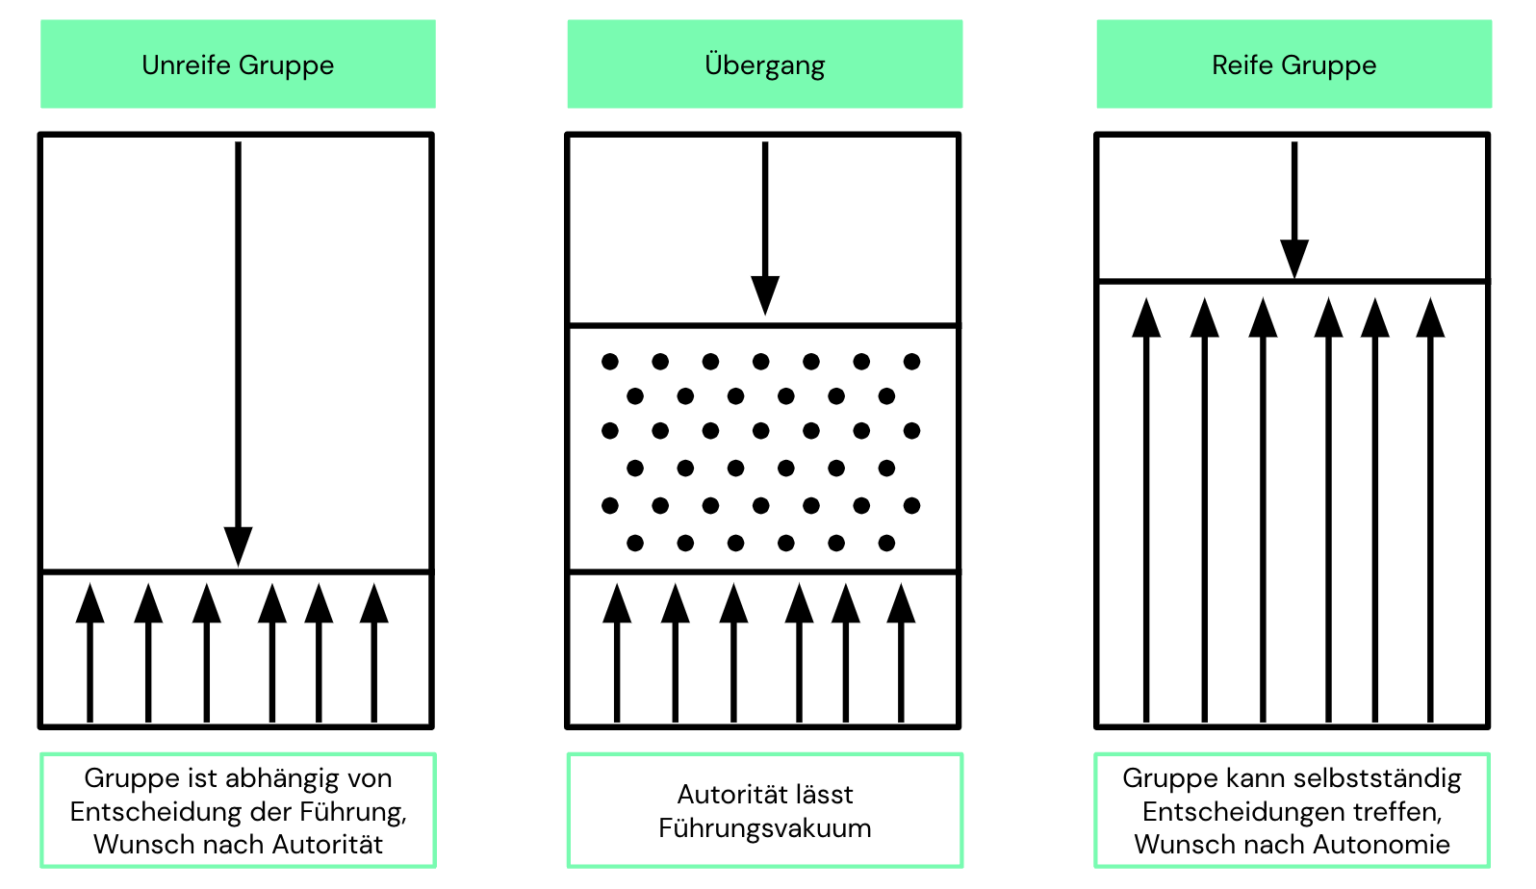 Unreife Gruppe
Übergang
Reife Gruppe
Gruppe ist abhängig von
Entscheidung der Führung,
Wunsch nach Autorität
Autorität lässt
Führungsvakuum
Gruppe kann selbstständig
Entscheidungen treffen,
Wunsch nach Autonomie